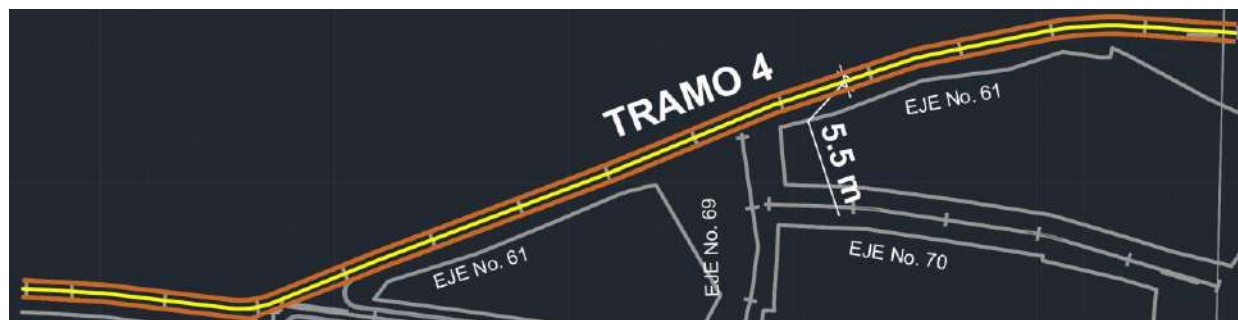 TRAMO 4
EJE No. 61
5.5 m
EJE No. 61
EJE No. 69
EJE No. 70